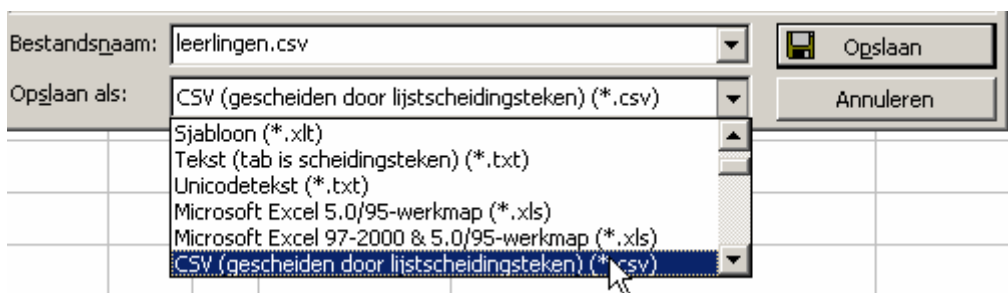 Bestandsnaam: leerlingen.csv Opslaan
Opslaan als: CSV (gescheiden door lijstscheidingsteken) (*.csv) Annuleren
Sjabloon (*.xlt)
Tekst (tab is scheidingsteken) (*.txt)
Unicodetekst (*.txt)
Microsoft Excel 5.0/95-werkmap (*.xls)
Microsoft Excel 97-2000 & 5.0/95-werkmap (*.xls)
CSV (gescheiden door lijstscheidingsteken) (*.csv)